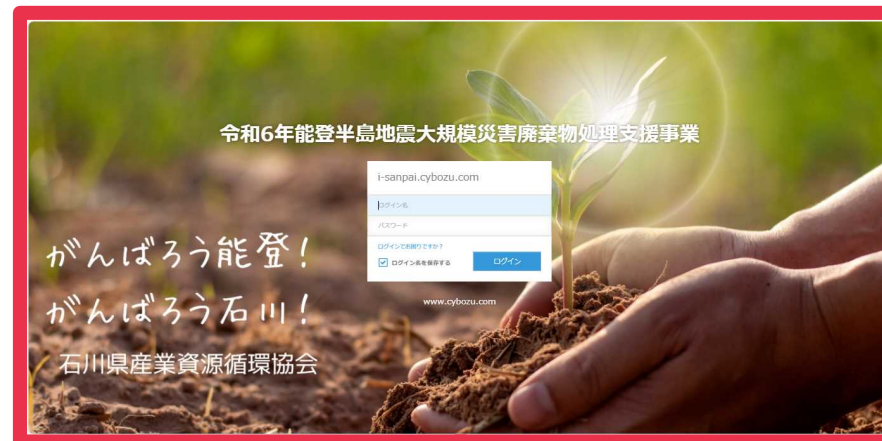 令和6年能登半島地震大規模災害廃棄物処理支援事業
i-sanpai.cybozu.com
ログイン名
パスワード
ログインでお困りですか？
ログイン名を保存する
ログイン
www.cybozu.com
がんばろう能登！
がんばろう石川！
石川県産業資源循環協会